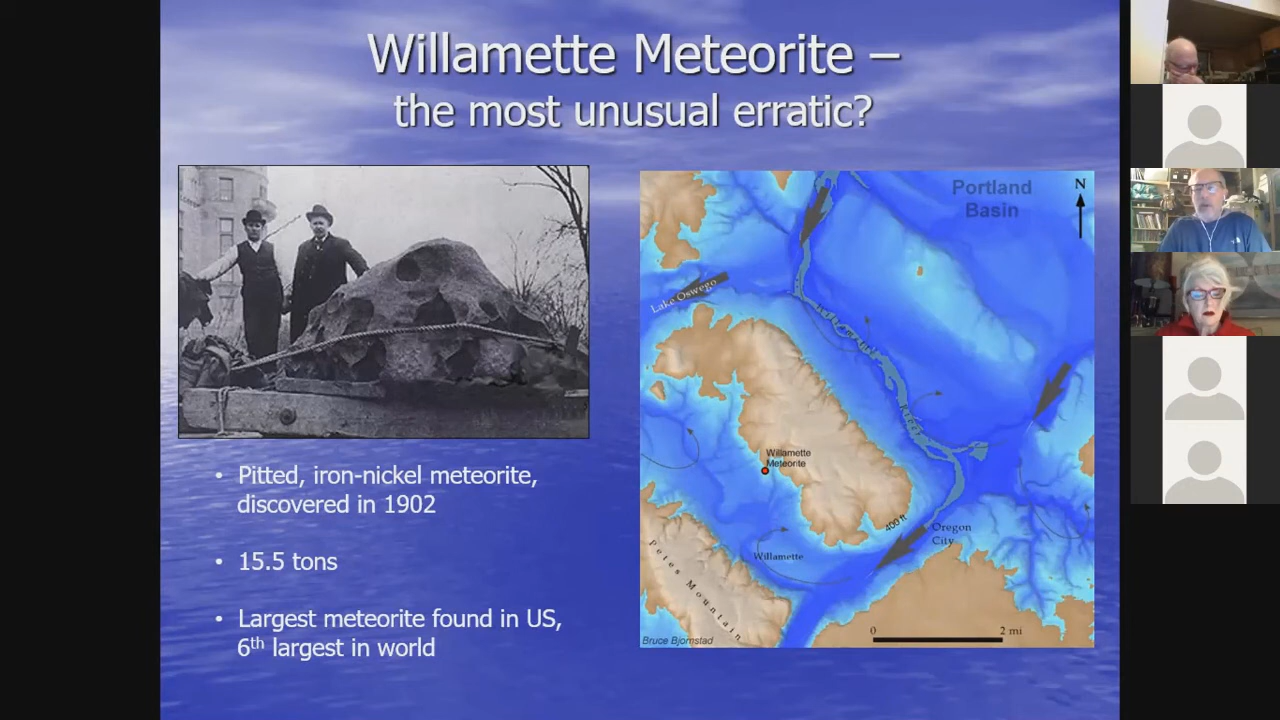 Willamette Meteorite –
the most unusual erratic?
• Pitted, iron-nickel meteorite,
discovered in 1902
• 15.5 tons
• Largest meteorite found in US,
6th largest in world
Portland
Basin
N
Lake Oswego
Willamette
Meteorite
400 ft
Oregon
City
Willamette
Petes Mountain
0 2 mi
Bruce Bjornstad